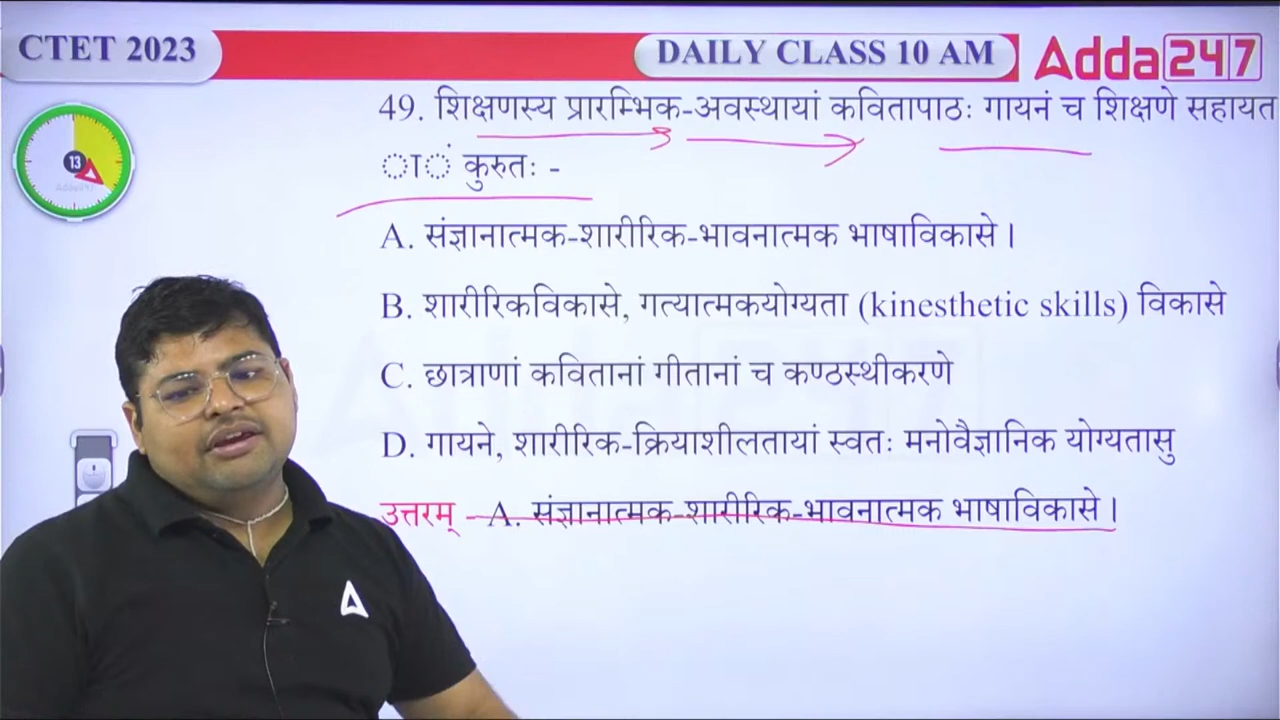 CTET 2023
DAILY CLASS 10 AM
Adda247
13
Adda247
49. शिक्षणस्य प्रारम्भिक-अवस्थायां कवितापाठः गायनं च शिक्षणे सहायत
ां कुरुतः -
A. संज्ञानात्मक-शारीरिक-भावनात्मक भाषाविकासे।
B. शारीरिकविकासे, गत्यात्मकयोग्यता (kinesthetic skills) विकासे
C. छात्राणां कवितानां गीतानां च कण्ठस्थीकरणे
D. गायने, शारीरिक-क्रियाशीलतायां स्वतः मनोवैज्ञानिक योग्यतासु
उत्तरम् - A. संज्ञानात्मक-शारीरिक-भावनात्मक भाषाविकासे।